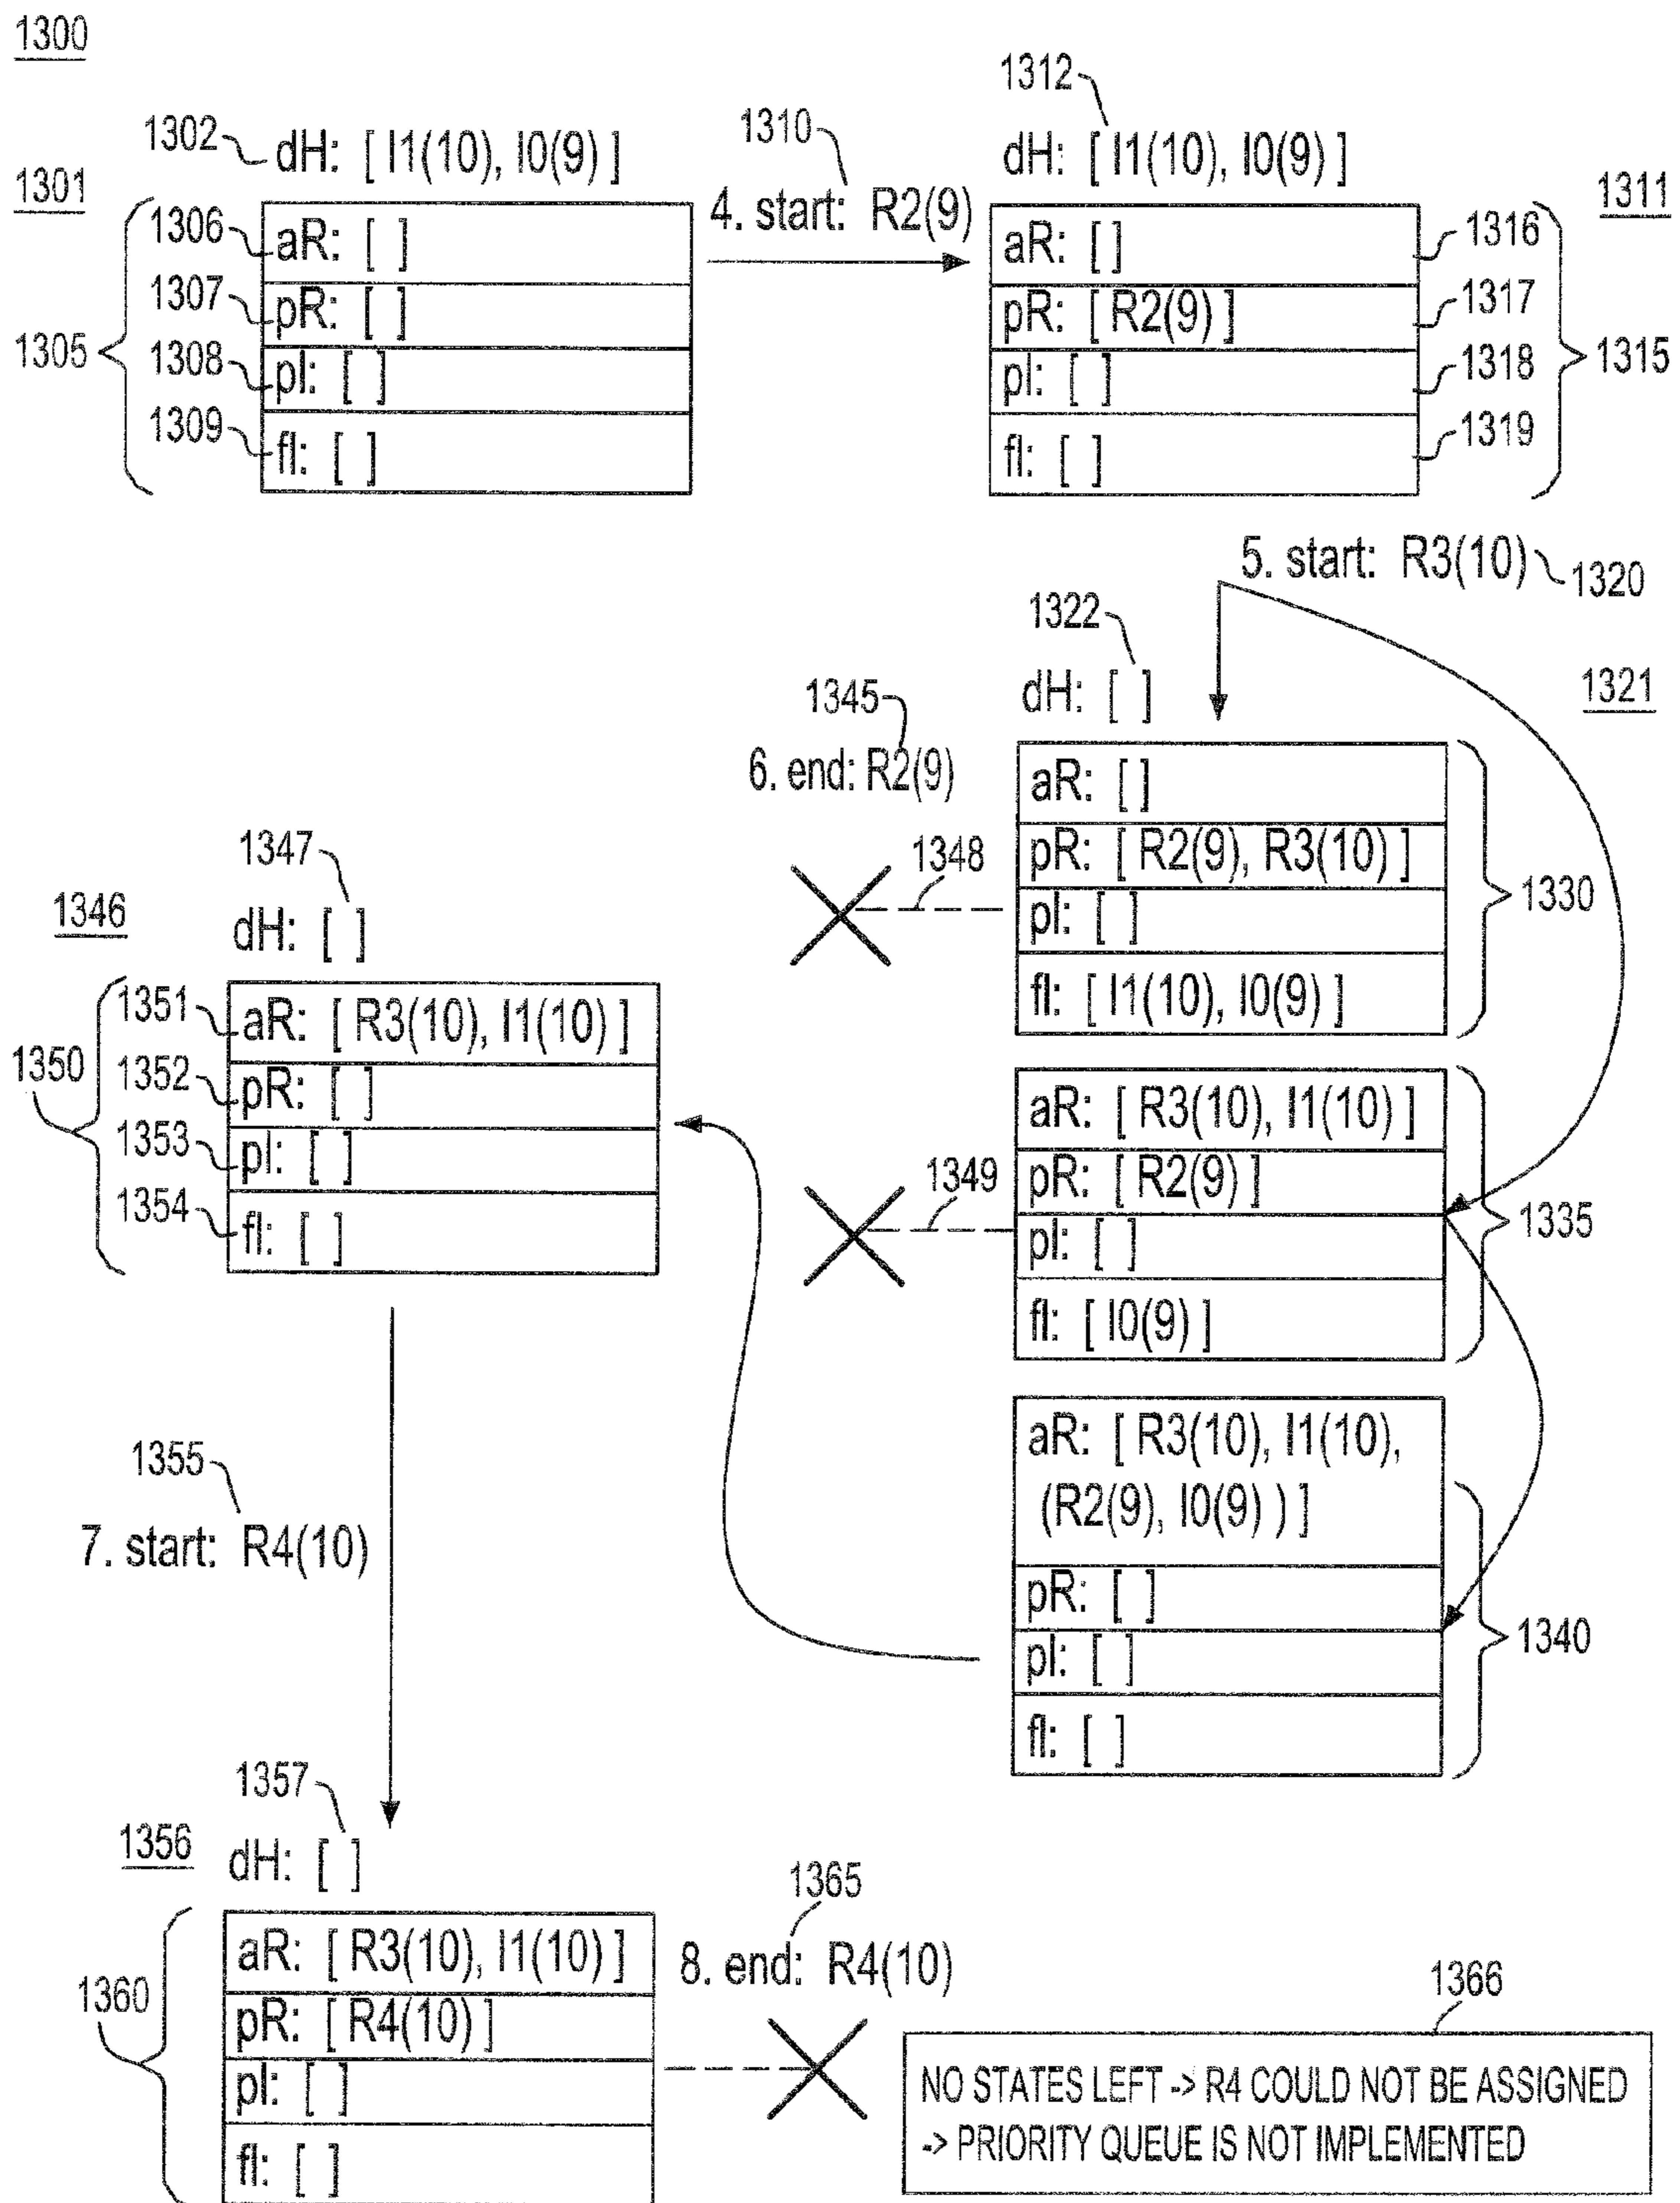 1300
1312
1302 dH: [ I1(10), I0(9) ]
1310
dH: [ I1(10), I0(9) ]
1301
4. start: R2(9)
1311
1305
1306 aR: [ ]
1307 pR: [ ]
1308 pI: [ ]
1309 fI: [ ]
aR: [ ] 1316
pR: [ R2(9) ] 1317
pI: [ ] 1318
fI: [ ] 1319
1315
5. start: R3(10) 1320
1322
dH: [ ]
1321
1345
6. end: R2(9)
aR: [ ]
pR: [ R2(9), R3(10) ]
pI: [ ]
fI: [ I1(10), I0(9) ]
1330
1348
1347
1346
dH: [ ]
1350
1351 aR: [ R3(10), I1(10) ]
1352 pR: [ ]
1353 pI: [ ]
1354 fI: [ ]
1349
aR: [ R3(10), I1(10) ]
pR: [ R2(9) ]
pI: [ ]
fI: [ I0(9) ]
1335
aR: [ R3(10), I1(10),
(R2(9), I0(9) ) ]
pR: [ ]
pI: [ ]
fI: [ ]
1340
1355
7. start: R4(10)
1357
1356
dH: [ ]
1360
aR: [ R3(10), I1(10) ]
pR: [ R4(10) ]
pI: [ ]
fI: [ ]
1365
8. end: R4(10)
1366
NO STATES LEFT -> R4 COULD NOT BE ASSIGNED
-> PRIORITY QUEUE IS NOT IMPLEMENTED